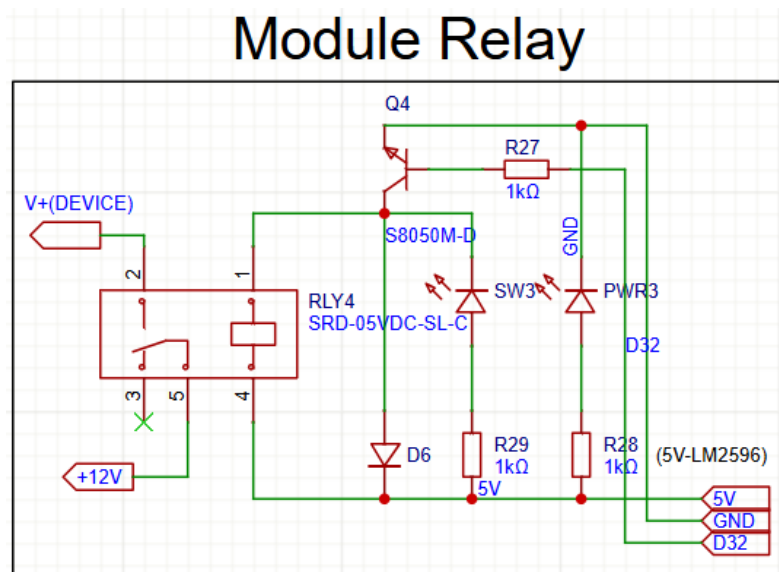 Module Relay
Q4
R27
1kΩ
V+(DEVICE)
S8050M-D
GND
2
1
RLY4
SRD-05VDC-SL-C
SW3
PWR3
D32
3
5
4
+12V
D6
R29
1kΩ
5V
R28
1kΩ
(5V-LM2596)
5V
GND
D32